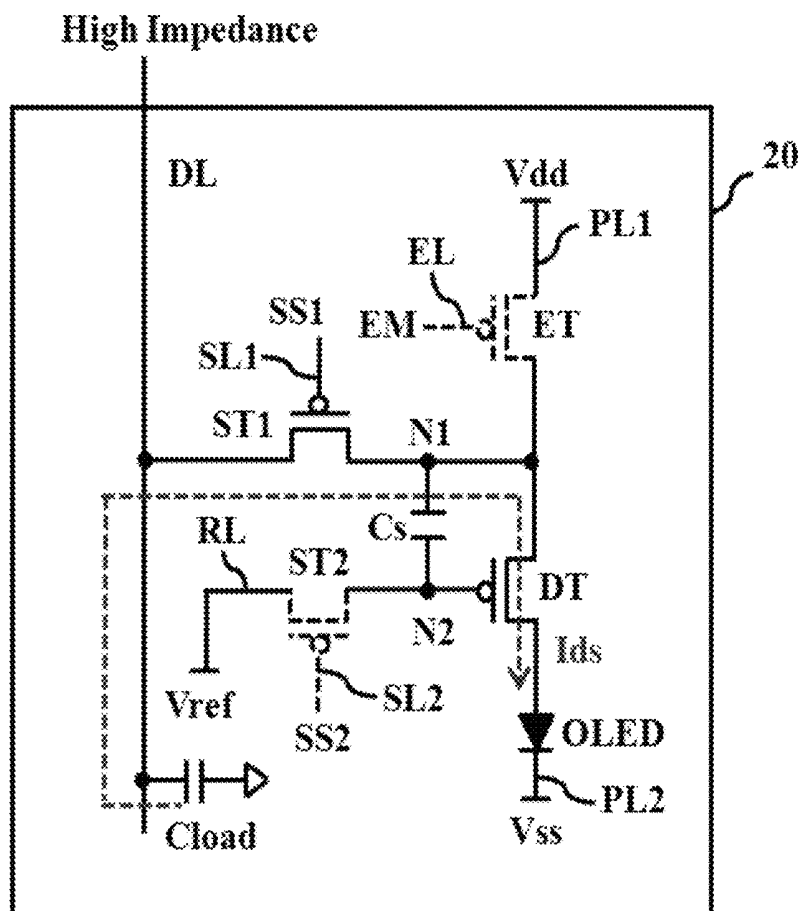 High Impedance
DL
Vdd
20
PL1
EL
EM
ET
SS1
SL1
ST1
N1
Cs
RL
ST2
DT
N2
Ids
Vref
SL2
SS2
OLED
PL2
Cload
Vss